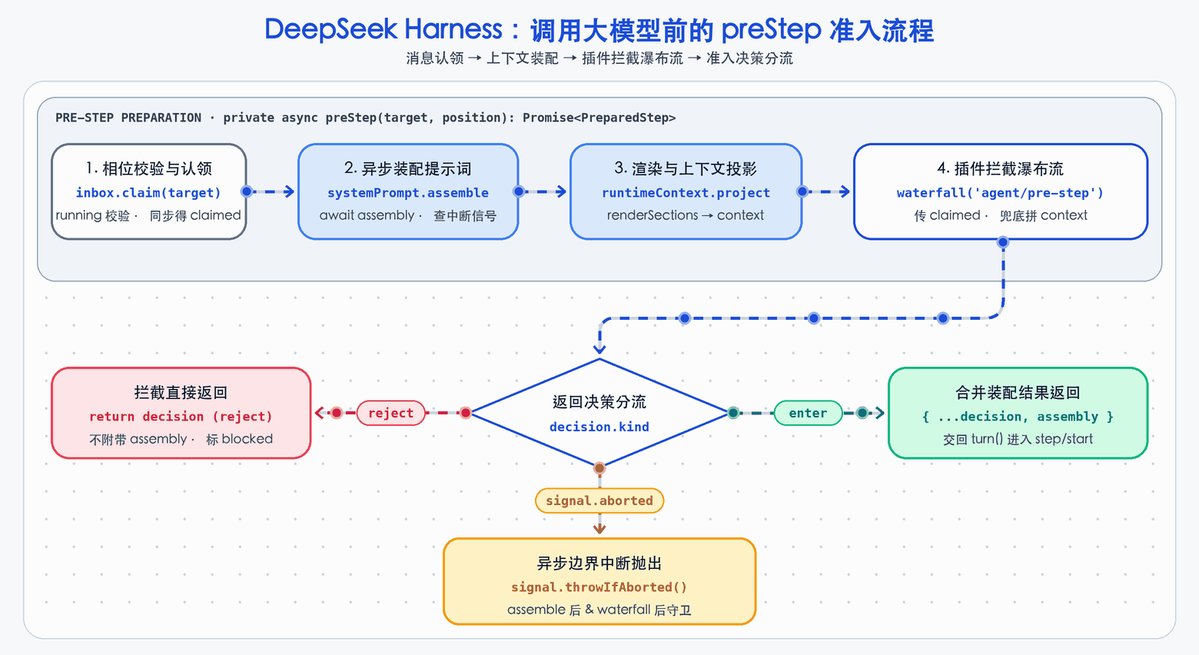 DeepSeek Harness：调用大模型前的 preStep 准入流程
消息认领 → 上下文装配 → 插件拦截瀑布流 → 准入决策分流
PRE-STEP PREPARATION · private async preStep(target, position): Promise<PreparedStep>
1. 相位校验与认领
inbox.claim(target)
running 校验 · 同步得 claimed
2. 异步装配提示词
systemPrompt.assemble
await assembly · 查中断信号
3. 渲染与上下文投影
runtimeContext.project
renderSections → context
4. 插件拦截瀑布流
waterfall('agent/pre-step')
传 claimed · 兜底拼 context
拦截直接返回
return decision (reject)
不附带 assembly · 标 blocked
reject
返回决策分流
decision.kind
enter
合并装配结果返回
{ ...decision, assembly }
交回 turn() 进入 step/start
signal.aborted
异步边界中断抛出
signal.throwIfAborted()
assemble 后 & waterfall 后守卫